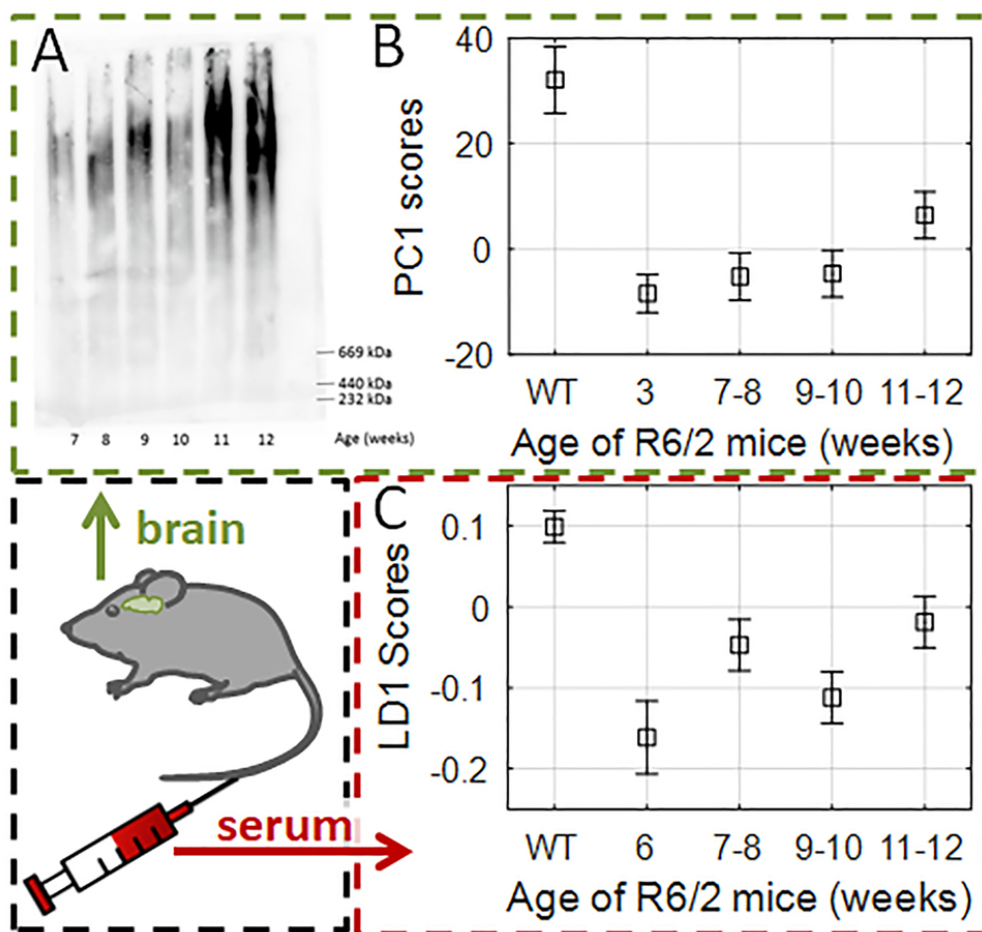 A
669 kDa
440 kDa
232 kDa
7 8 9 10 11 12 Age (weeks)
B
PC1 scores
40
20
0
-20
WT 3 7-8 9-10 11-12
Age of R6/2 mice (weeks)
brain
serum
C
LD1 Scores
0.1
0
-0.1
-0.2
WT 6 7-8 9-10 11-12
Age of R6/2 mice (weeks)